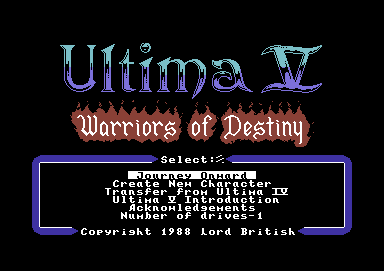 Ultima V
Warriors of Destiny
Select:
Journey Onward
Create New Character
Transfer from Ultima IV
Ultima V Introduction
Acknowledgements
Number of drives-1
Copyright 1988 Lord British